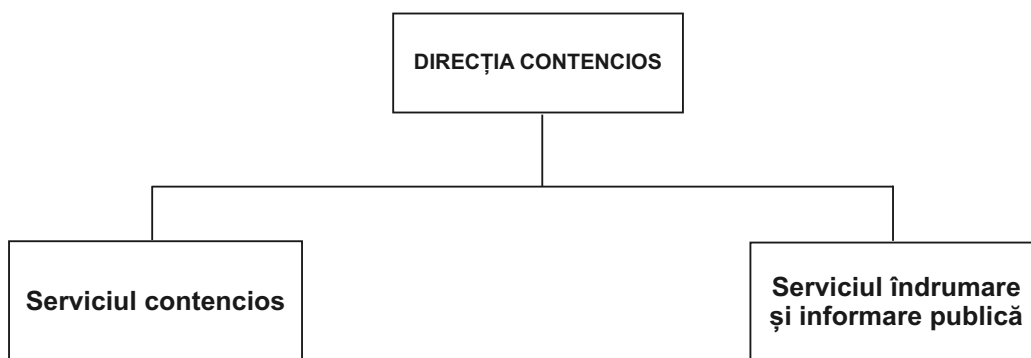 DIRECȚIA CONTENCIOS
Serviciul contencios
Serviciul îndrumare
și informare publică